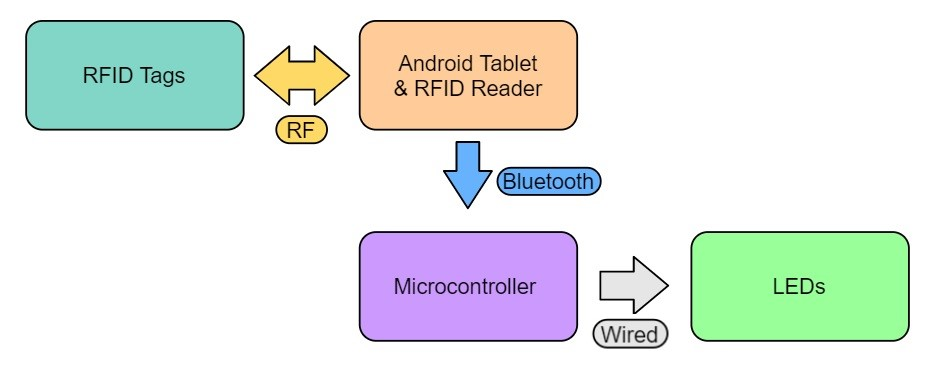 RFID Tags
RF
Android Tablet
& RFID Reader
Bluetooth
Microcontroller
Wired
LEDs